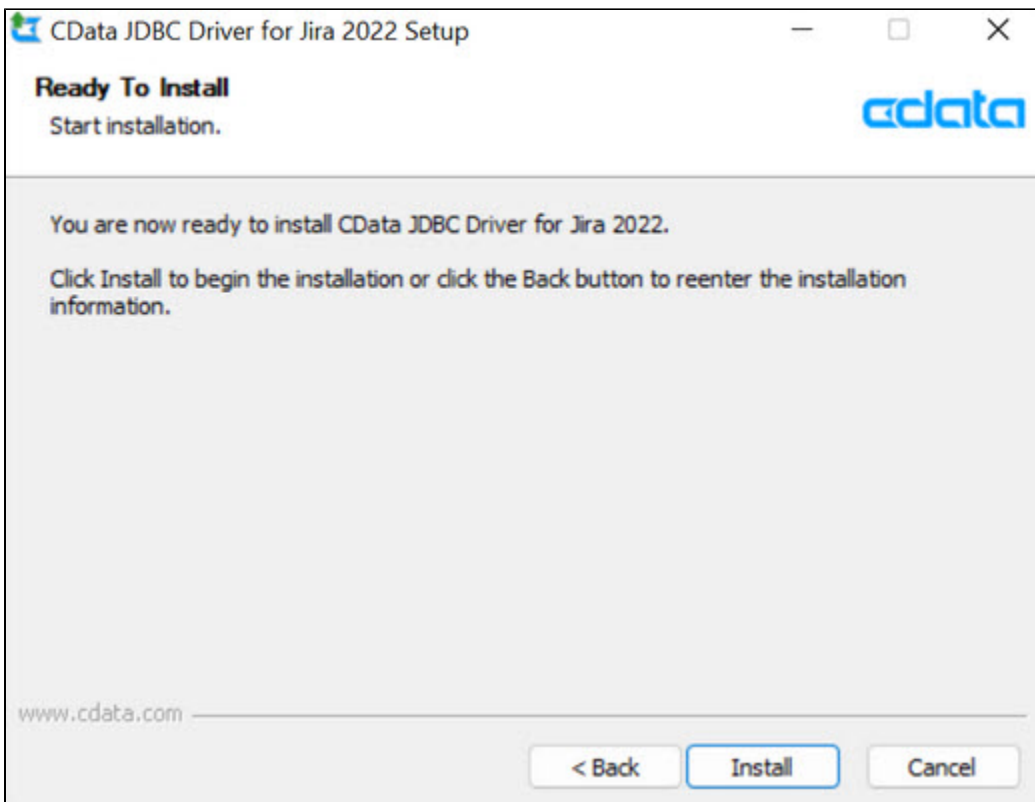 CData JDBC Driver for Jira 2022 Setup
Ready To Install
Start installation.
cdata
You are now ready to install CData JDBC Driver for Jira 2022.
Click Install to begin the installation or click the Back button to reenter the installation
information.
www.cdata.com
< Back
Install
Cancel